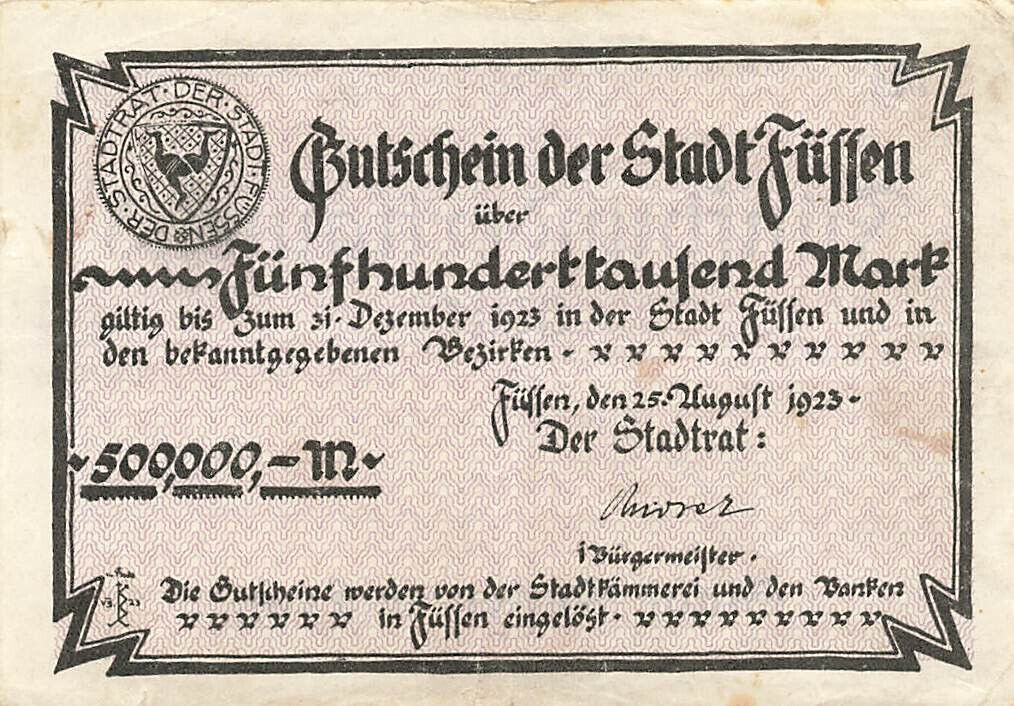 DER·STADTRAT·DER·STADT·FÜSSEN
Gutschein der Stadt Füssen
über
Fünfhunderttausend Mark
giltig bis zum 31. Dezember 1923 in der Stadt Füssen und in
den bekanntgegebenen Bezirken.
Füssen, den 25. August 1923.
Der Stadtrat:
500,000,— M.
1 Bürgermeister.
Die Gutscheine werden von der Stadtkämmerei und den Banken
in Füssen eingelöst.